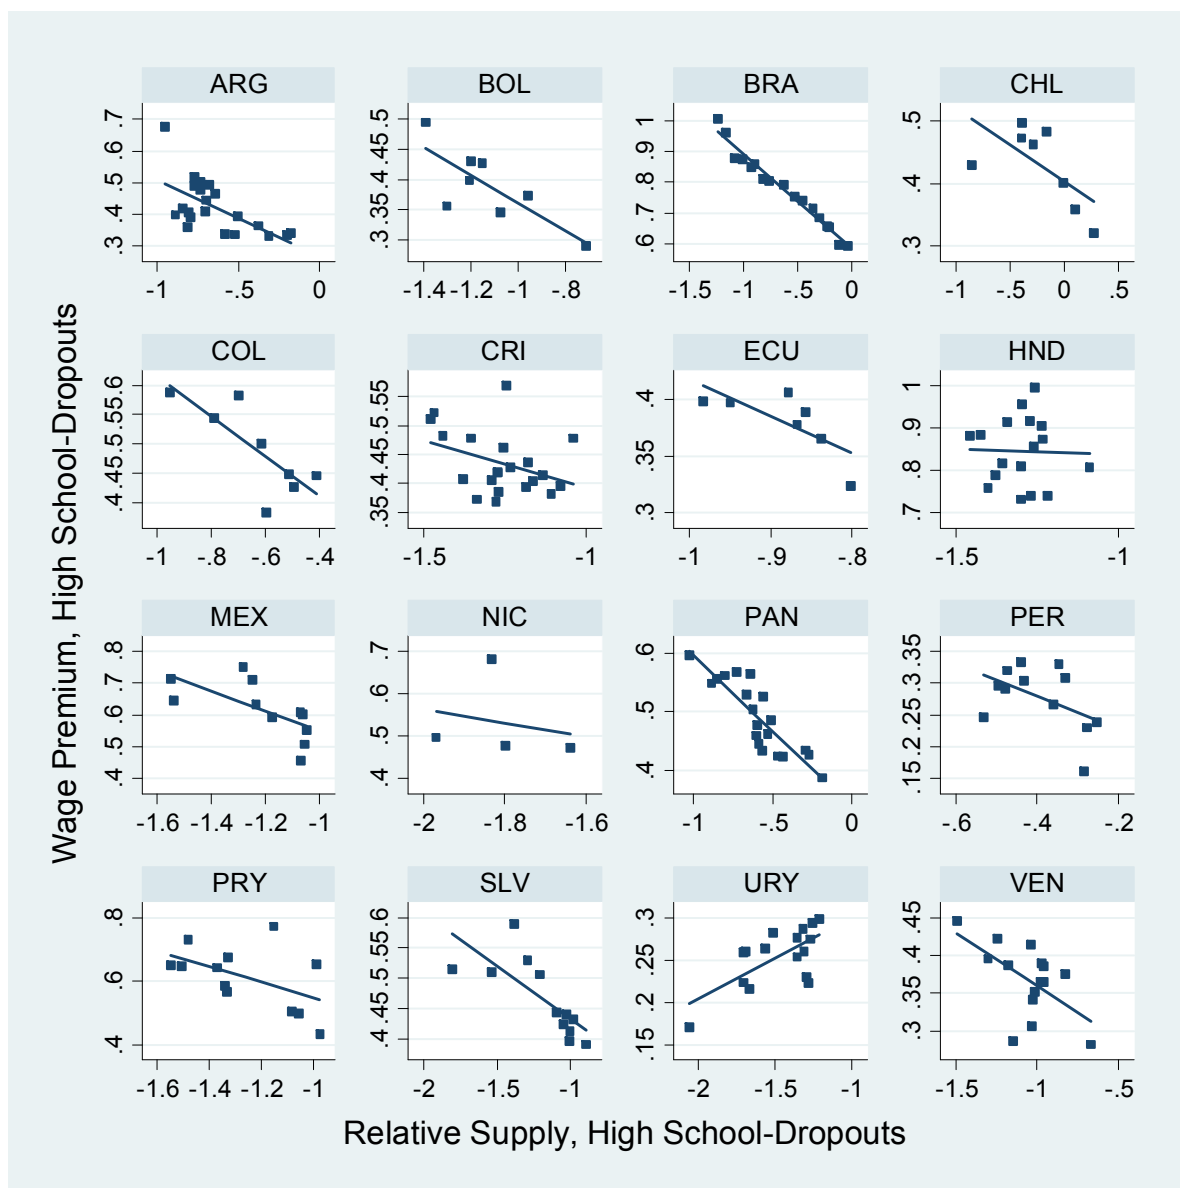 ARG BOL BRA CHL
.3 .4 .5 .6 .7
.3 .35 .4 .45 .5
.6 .7 .8 .9 1
.3 .4 .5
-1 -.5 0
-1.4 -1.2 -1 -.8
-1.5 -1 -.5 0
-1 -.5 0 .5
COL CRI ECU HND
.4 .45 .5 .55 .6
.35 .4 .45 .5 .55
.3 .35 .4
.7 .8 .9 1
-1 -.8 -.6 -.4
-1.5 -1
-1 -.9 -.8
-1.5 -1
MEX NIC PAN PER
.4 .5 .6 .7 .8
.4 .5 .6 .7
.4 .5 .6
.15 .2 .25 .3 .35
-1.6 -1.4 -1.2 -1
-2 -1.8 -1.6
-1 -.5 0
-.6 -.4 -.2
PRY SLV URY VEN
.4 .6 .8
.4 .45 .5 .55 .6
.15 .2 .25 .3
.3 .35 .4 .45
-1.6 -1.4 -1.2 -1
-2 -1.5 -1
-2 -1.5 -1
-1.5 -1 -.5
Wage Premium, High School-Dropouts
Relative Supply, High School-Dropouts